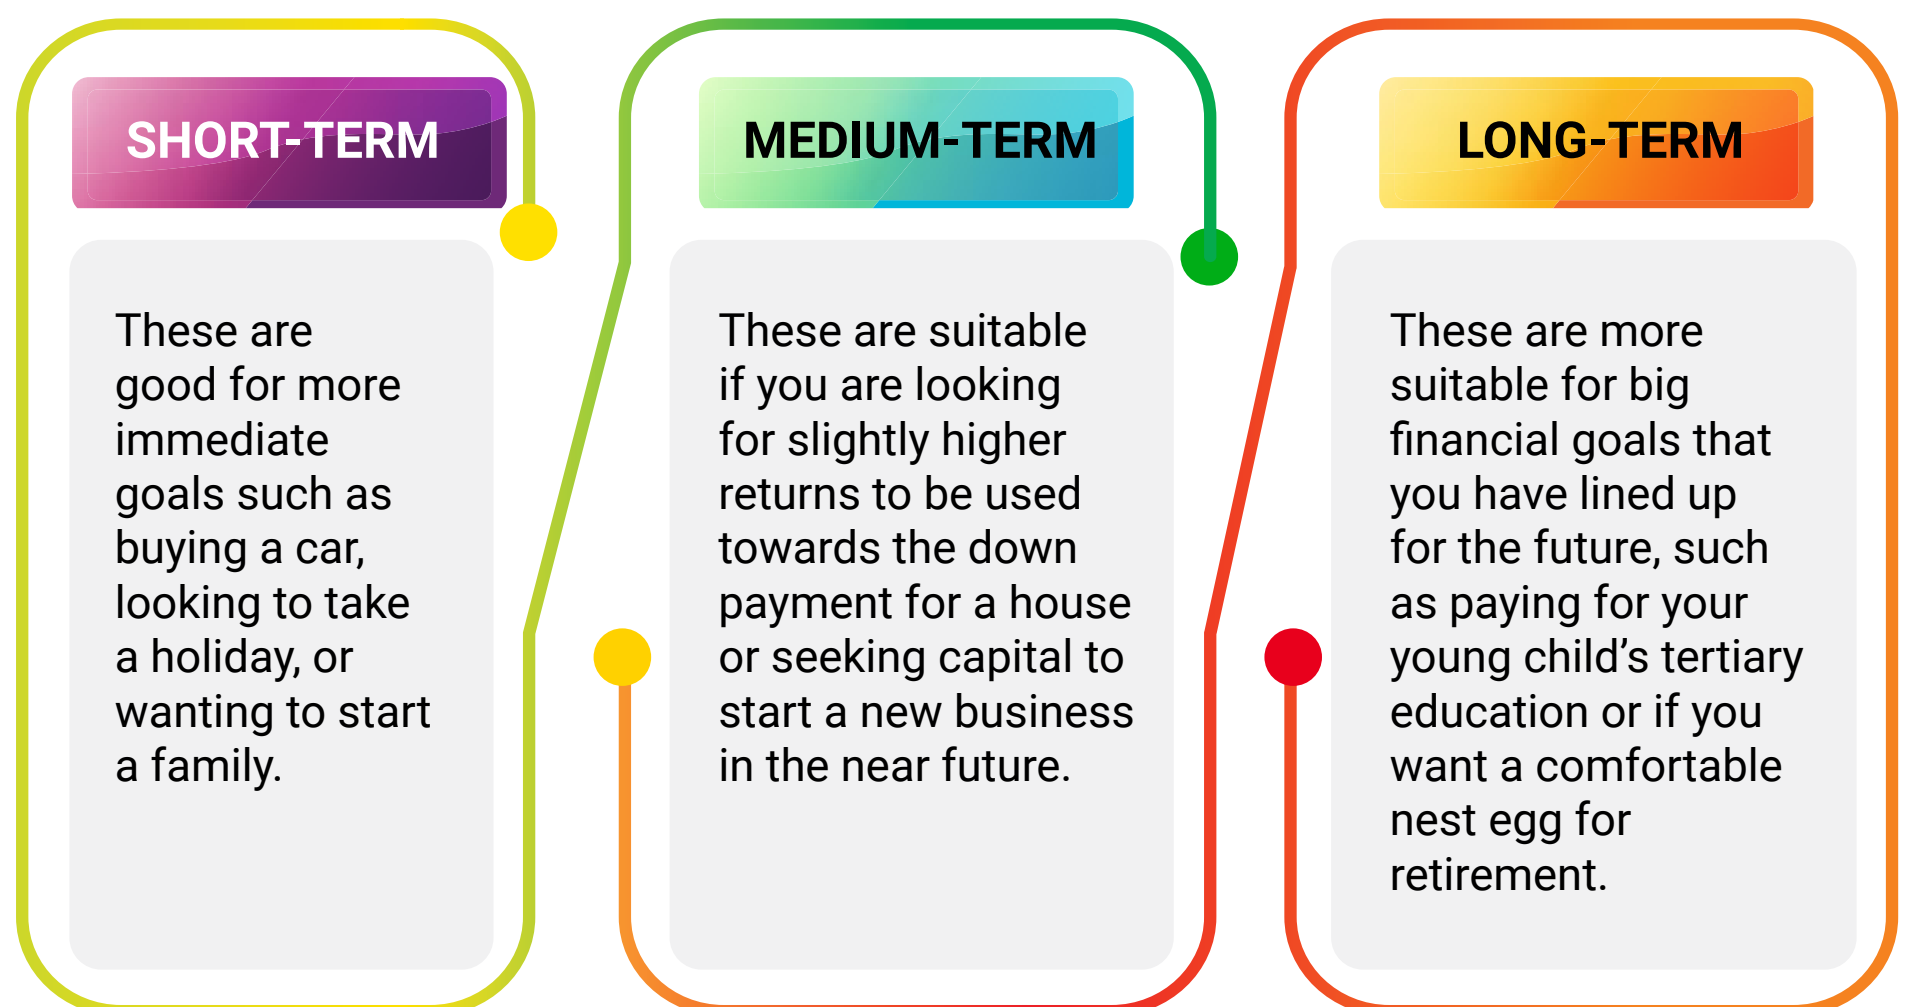 SHORT-TERM
These are
good for more
immediate
goals such as
buying a car,
looking to take
a holiday, or
wanting to start
a family.
MEDIUM-TERM
These are suitable
if you are looking
for slightly higher
returns to be used
towards the down
payment for a house
or seeking capital to
start a new business
in the near future.
LONG-TERM
These are more
suitable for big
financial goals that
you have lined up
for the future, such
as paying for your
young child’s tertiary
education or if you
want a comfortable
nest egg for
retirement.